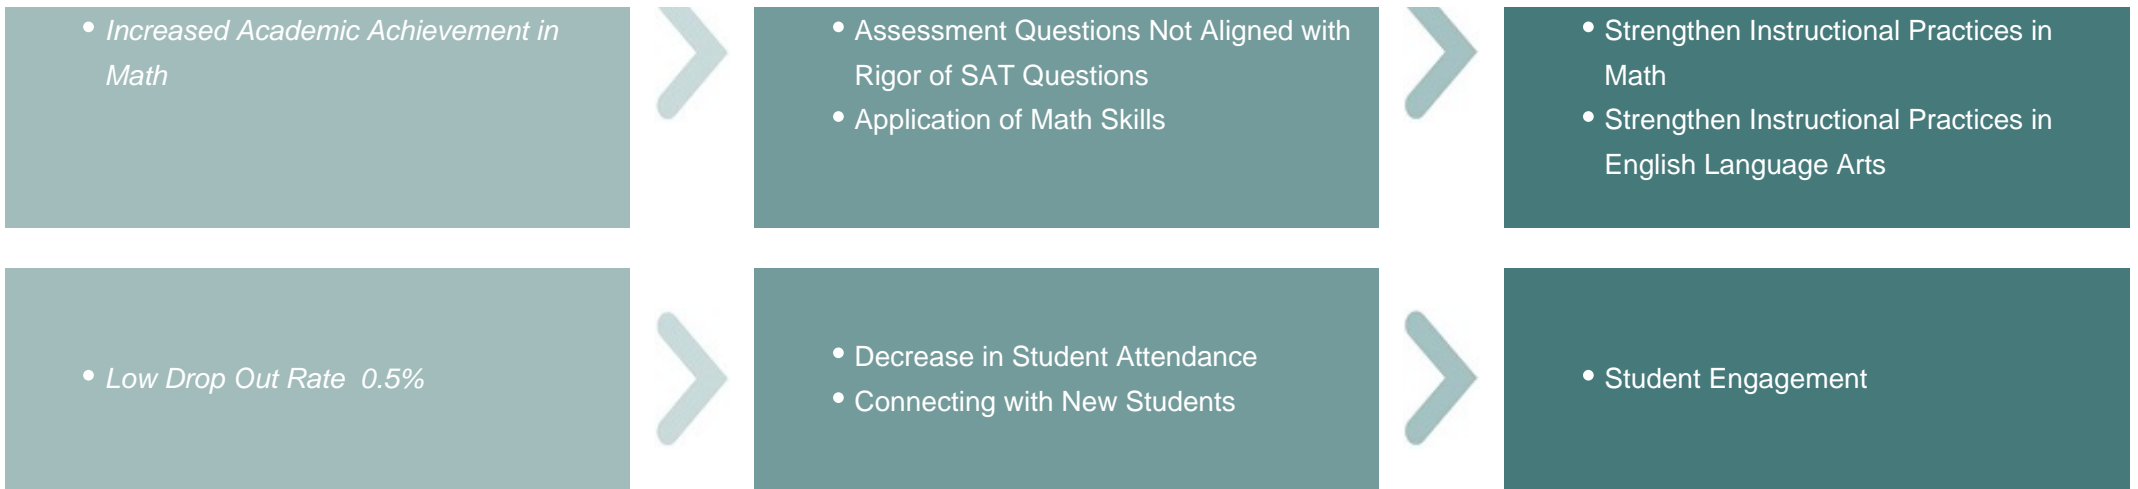 • Increased Academic Achievement in
Math
• Assessment Questions Not Aligned with
Rigor of SAT Questions
• Application of Math Skills
• Strengthen Instructional Practices in
Math
• Strengthen Instructional Practices in
English Language Arts
• Low Drop Out Rate  0.5%
• Decrease in Student Attendance
• Connecting with New Students
• Student Engagement